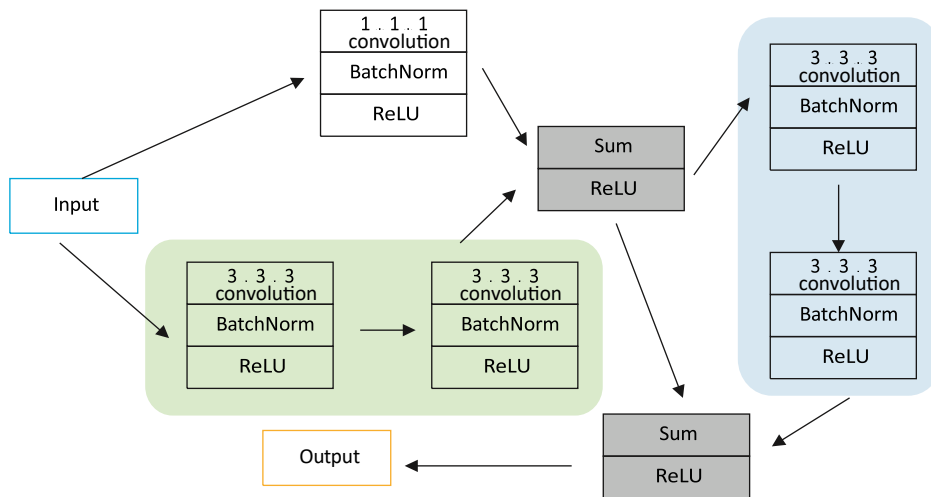 1 . 1 . 1
convolution
BatchNorm
ReLU
3 . 3 . 3
convolution
BatchNorm
ReLU
Sum
ReLU
Input
3 . 3 . 3
convolution
BatchNorm
ReLU
3 . 3 . 3
convolution
BatchNorm
ReLU
3 . 3 . 3
convolution
BatchNorm
ReLU
Sum
ReLU
Output